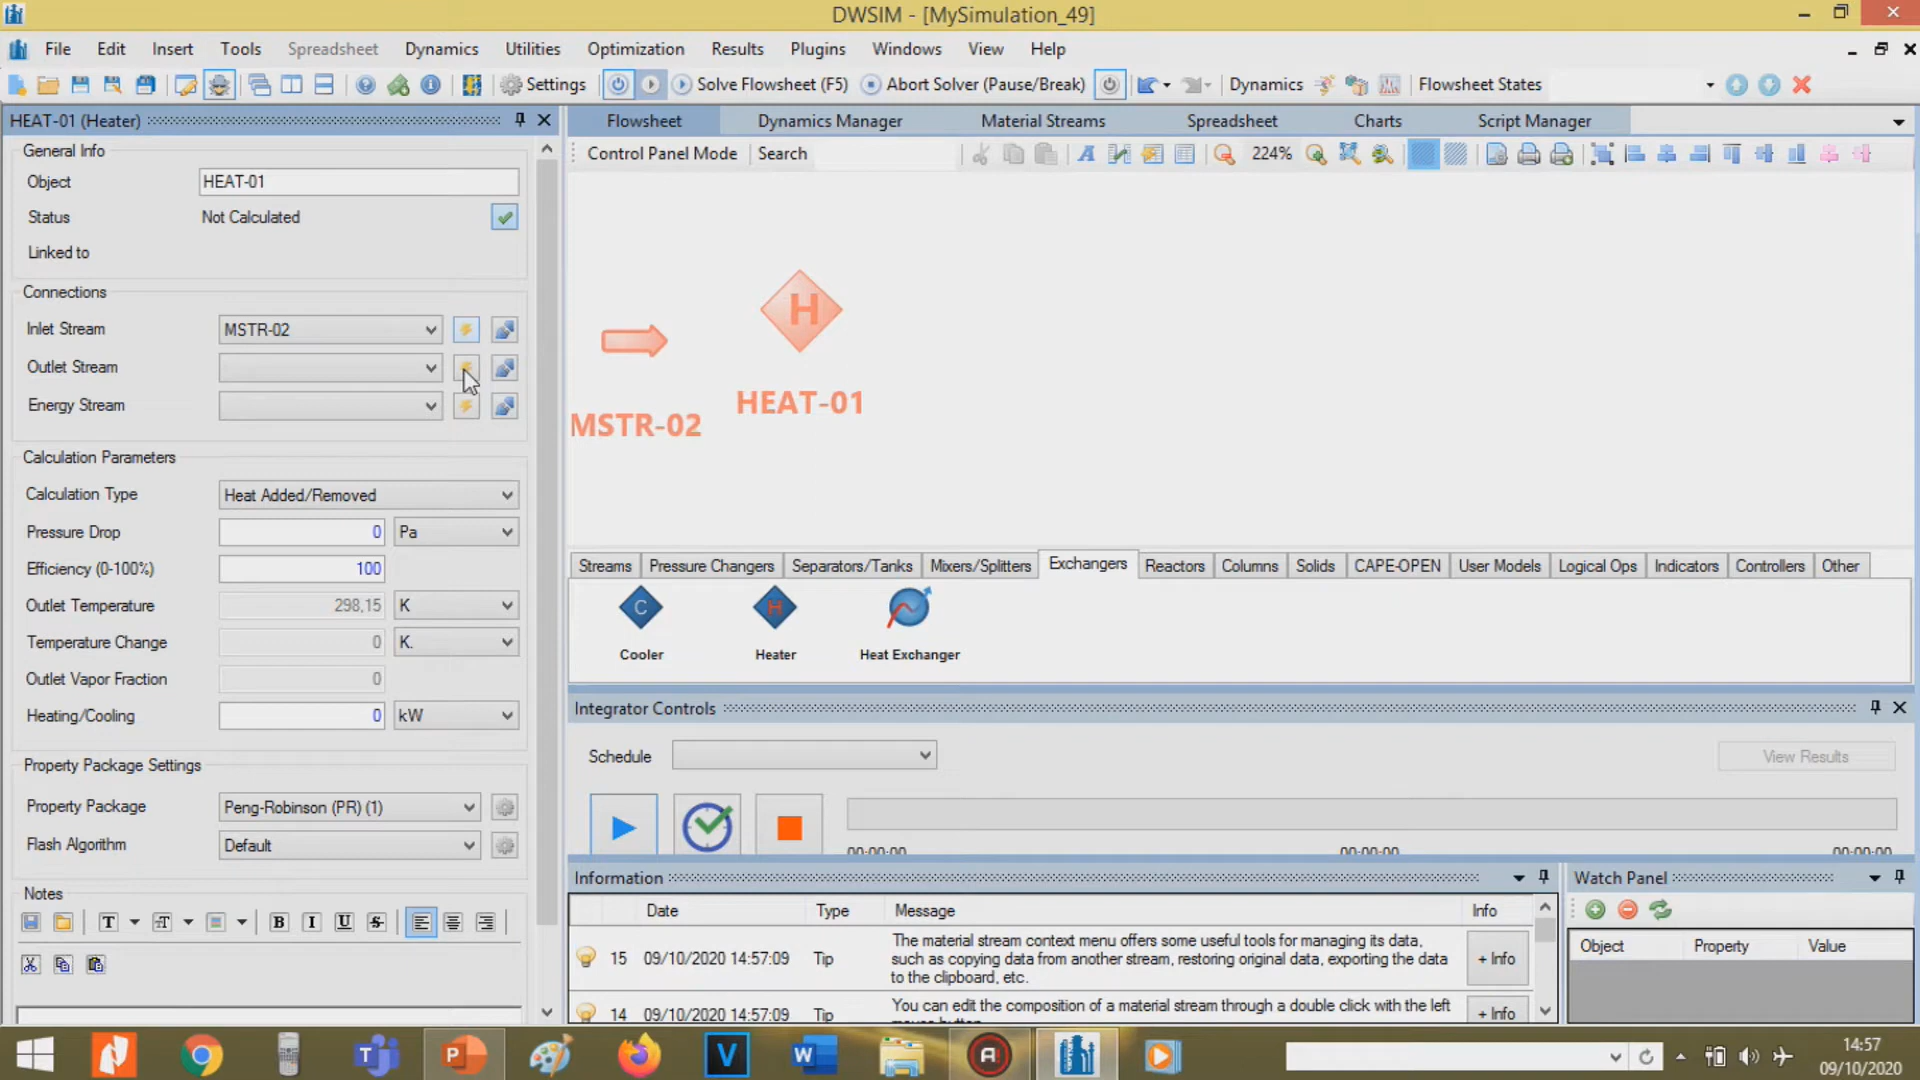 DWSIM - [MySimulation_49]
File Edit Insert Tools Spreadsheet Dynamics Utilities Optimization Results Plugins Windows View Help
Settings Solve Flowsheet (F5) Abort Solver (Pause/Break) Dynamics Flowsheet States
HEAT-01 (Heater)
General Info
Object HEAT-01
Status Not Calculated
Linked to
Connections
Inlet Stream MSTR-02
Outlet Stream
Energy Stream
Calculation Parameters
Calculation Type Heat Added/Removed
Pressure Drop 0 Pa
Efficiency (0-100%) 100
Outlet Temperature 298,15 K
Temperature Change 0 K.
Outlet Vapor Fraction 0
Heating/Cooling 0 kW
Property Package Settings
Property Package Peng-Robinson (PR) (1)
Flash Algorithm Default
Notes
Flowsheet Dynamics Manager Material Streams Spreadsheet Charts Script Manager
Control Panel Mode Search 224%
H
HEAT-01
MSTR-02
Streams Pressure Changers Separators/Tanks Mixers/Splitters Exchangers Reactors Columns Solids CAPE-OPEN User Models Logical Ops Indicators Controllers Other
C H
Cooler Heater Heat Exchanger
Integrator Controls
Schedule View Results
00:00:00 00:00:00 00:00:00
Information
Date Type Message Info
15 09/10/2020 14:57:09 Tip The material stream context menu offers some useful tools for managing its data,
such as copying data from another stream, restoring original data, exporting the data
to the clipboard, etc.
+ Info
14 09/10/2020 14:57:09 Tip You can edit the composition of a material stream through a double click with the left
+ Info
Watch Panel
Object Property Value
14:57
09/10/2020